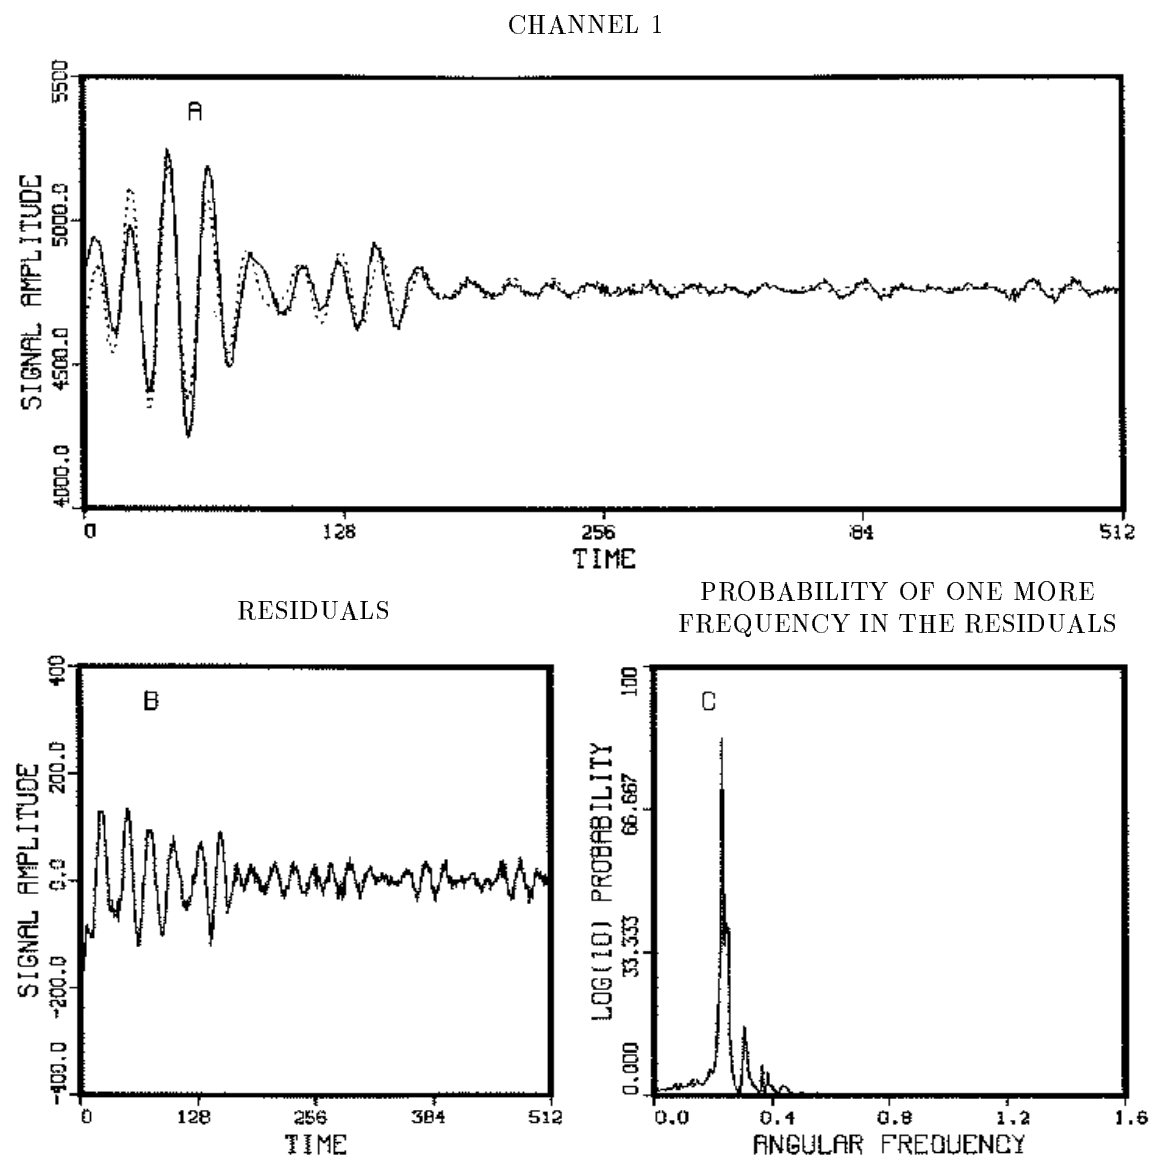 CHANNEL 1
A
SIGNAL AMPLITUDE
5500
5000.0
4500.0
4000.0
0 128 256 84 512
TIME
RESIDUALS
B
SIGNAL AMPLITUDE
400
200.0
0.0
-200.0
-400.0
0 128 256 384 512
TIME
PROBABILITY OF ONE MORE
FREQUENCY IN THE RESIDUALS
C
LOG(10) PROBABILITY
100
66.667
33.333
0.000
0.0 0.4 0.8 1.2 1.6
ANGULAR FREQUENCY